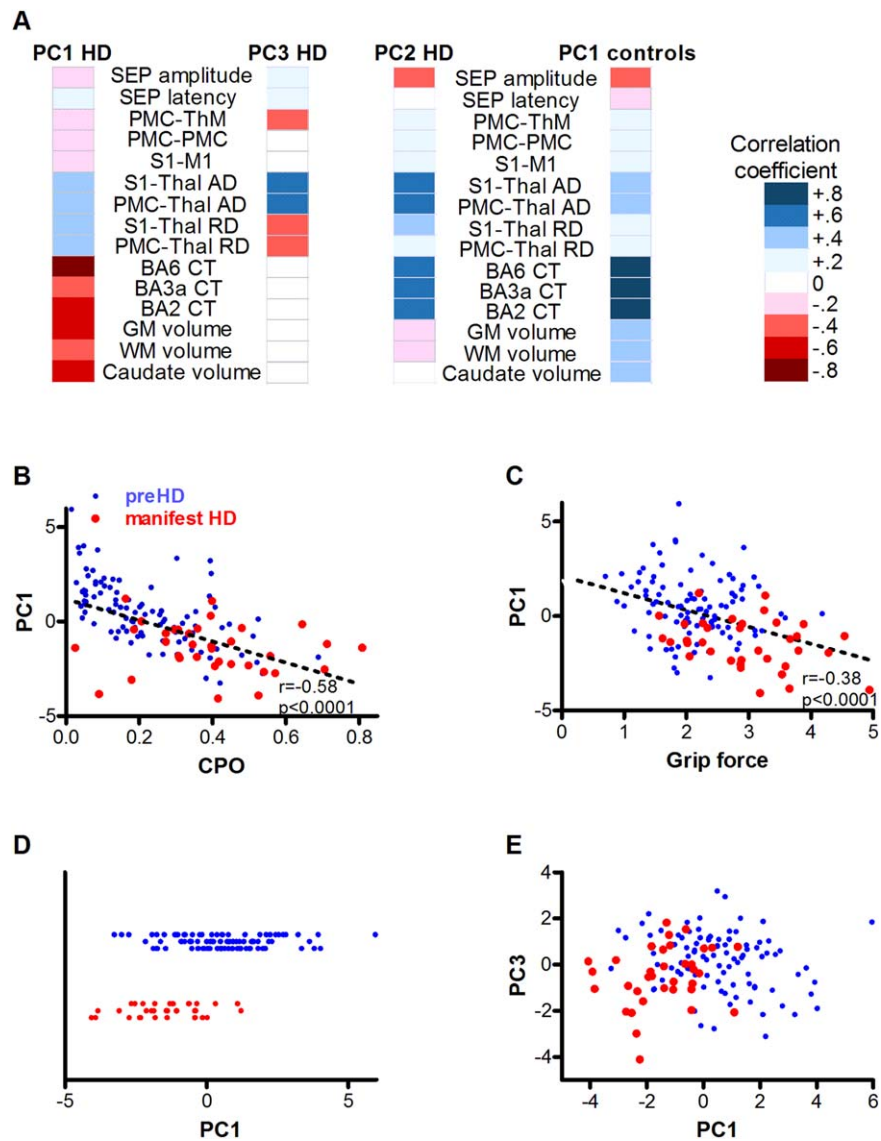 A
PC1 HD
PC3 HD
PC2 HD
PC1 controls
SEP amplitude
SEP latency
PMC-ThM
PMC-PMC
S1-M1
S1-Thal AD
PMC-Thal AD
S1-Thal RD
PMC-Thal RD
BA6 CT
BA3a CT
BA2 CT
GM volume
WM volume
Caudate volume
SEP amplitude
SEP latency
PMC-ThM
PMC-PMC
S1-M1
S1-Thal AD
PMC-Thal AD
S1-Thal RD
PMC-Thal RD
BA6 CT
BA3a CT
BA2 CT
GM volume
WM volume
Caudate volume
Correlation
coefficient
+.8
+.6
+.4
+.2
0
-.2
-.4
-.6
-.8
B
preHD
manifest HD
PC1
5
0
-5
r=-0.58
p<0.0001
0.0 0.2 0.4 0.6 0.8
CPO
C
PC1
5
0
-5
r=-0.38
p<0.0001
0 1 2 3 4 5
Grip force
D
-5 0 5
PC1
E
PC3
4
2
0
-2
-4
-4 -2 0 2 4 6
PC1